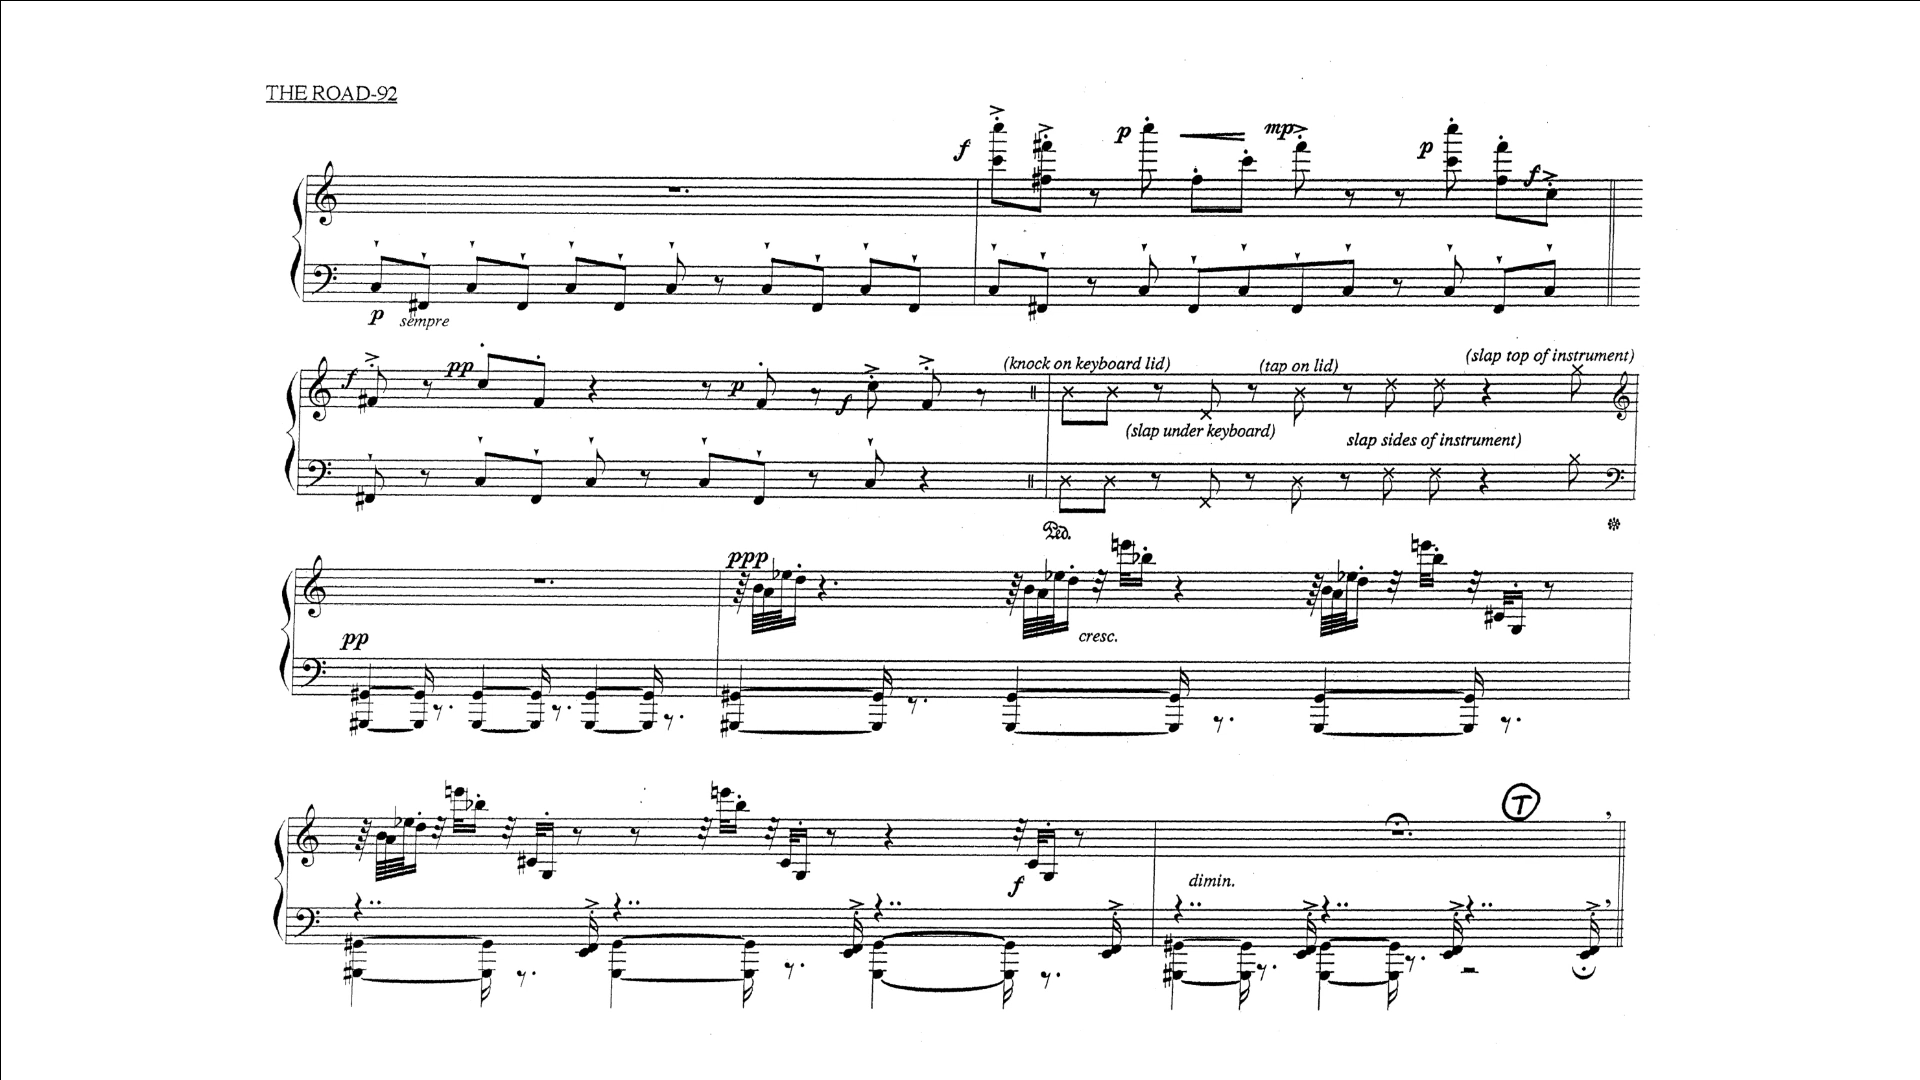 THE ROAD-92
f p mp p f
p sempre
f pp p f (knock on keyboard lid) (tap on lid) (slap top of instrument)
(slap under keyboard) slap sides of instrument)
Ped.
ppp
pp cresc.
T
f dimin.